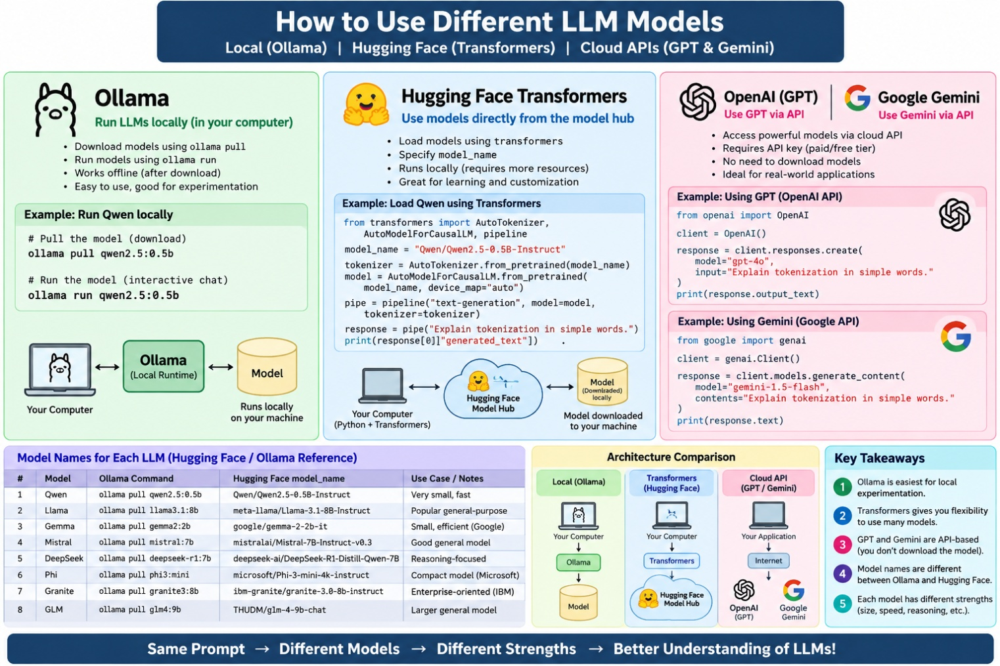 How to Use Different LLM Models
Local (Ollama) | Hugging Face (Transformers) | Cloud APIs (GPT & Gemini)
Ollama
Run LLMs locally (in your computer)
• Download models using ollama pull
• Run models using ollama run
• Works offline (after download)
• Easy to use, good for experimentation
Example: Run Qwen locally
# Pull the model (download)
ollama pull qwen2.5:0.5b
# Run the model (interactive chat)
ollama run qwen2.5:0.5b
Ollama
(Local Runtime)
Model
Your Computer
Runs locally
on your machine
Hugging Face Transformers
Use models directly from the model hub
• Load models using transformers
• Specify model_name
• Runs locally (requires more resources)
• Great for learning and customization
Example: Load Qwen using Transformers
from transformers import AutoTokenizer,
AutoModelForCausalLM, pipeline
model_name = "Qwen/Qwen2.5-0.5B-Instruct"
tokenizer = AutoTokenizer.from_pretrained(model_name)
model = AutoModelForCausalLM.from_pretrained(
model_name, device_map="auto")
pipe = pipeline("text-generation", model=model,
tokenizer=tokenizer)
response = pipe("Explain tokenization in simple words.")
print(response[0]]"generated_text"]) .
Hugging Face
Model Hub
Model
locally
Your Computer
(Python + Transformers)
Model downloaded
to your machine
OpenAI (GPT)
Use GPT via API
Google Gemini
Use Gemini via API
• Access powerful models via cloud API
• Requires API key (paid/free tier)
• No need to download models
• Ideal for real-world applications
Example: Using GPT (OpenAI API)
from openai import OpenAI
client = OpenAI()
response = client.responses.create(
model="gpt-4o",
input="Explain tokenization in simple words."
)
print(response.output_text)
Example: Using Gemini (Google API)
from google import genai
client = genai.Client()
response = client.models.generate_content(
model="gemini-1.5-flash",
contents="Explain tokenization in simple words."
)
print(response.text)
Model Names for Each LLM (Hugging Face / Ollama Reference)
# Model Ollama Command Hugging Face model_name Use Case / Notes
1 Qwen ollama pull qwen2.5:0.5b Qwen/Qwen2.5-0.5B-Instruct Very small, fast
2 Llama ollama pull llama3.1:8b meta-llama/Llama-3.1-8B-Instruct Popular general-purpose
3 Gemma ollama pull gemma2:2b google/gemma-2-2b-it Small, efficient (Google)
4 Mistral ollama pull mistral:7b mistralai/Mistral-7B-Instruct-v0.3 Good general model
5 DeepSeek ollama pull deepseek-r1:7b deepseek-ai/DeepSeek-R1-Distill-Qwen-7B Reasoning-focused
6 Phi ollama pull phi3:mini microsoft/Phi-3-mini-4k-instruct Compact model (Microsoft)
7 Granite ollama pull granite3:8b ibm-granite/granite-3.0-8b-instruct Enterprise-oriented (IBM)
8 GLM ollama pull glm4:9b THUDM/glm-4-9b-chat Larger general model
Architecture Comparison
Local (Ollama)
Your Computer
Ollama
Model
Transformers
(Hugging Face)
Your Computer
Transformers
Hugging Face
Model Hub
Cloud API
(GPT / Gemini)
Your Application
Internet
OpenAI
(GPT)
Google
Gemini
Key Takeaways
1 Ollama is easiest for local
experimentation.
2 Transformers gives you flexibility
to use many models.
3 GPT and Gemini are API-based
(you don't download the model).
4 Model names are different
between Ollama and Hugging Face.
5 Each model has different strengths
(size, speed, reasoning, etc.).
Same Prompt → Different Models → Different Strengths → Better Understanding of LLMs!